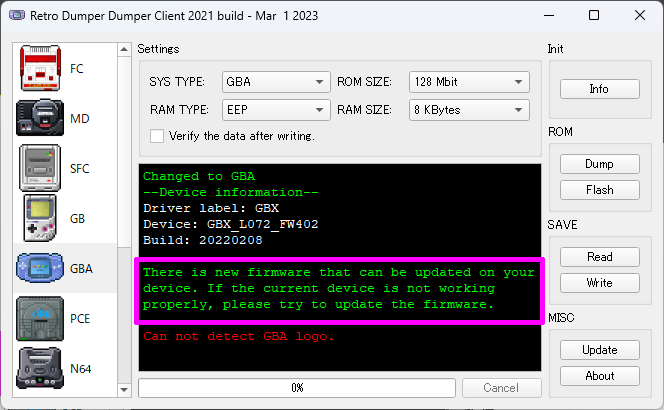 Retro Dumper Dumper Client 2021 build - Mar  1 2023
FC
MD
SFC
GB
GBA
PCE
N64
Settings
SYS TYPE: GBA ROM SIZE: 128 Mbit
RAM TYPE: EEP RAM SIZE: 8 KBytes
Verify the data after writing.
Changed to GBA
--Device information--
Driver label: GBX
Device: GBX_L072_FW402
Build: 20220208
There is new firmware that can be updated on your
device. If the current device is not working
properly, please try to update the firmware.
Can not detect GBA logo.
0%
Cancel
Init
Info
ROM
Dump
Flash
SAVE
Read
Write
MISC
Update
About